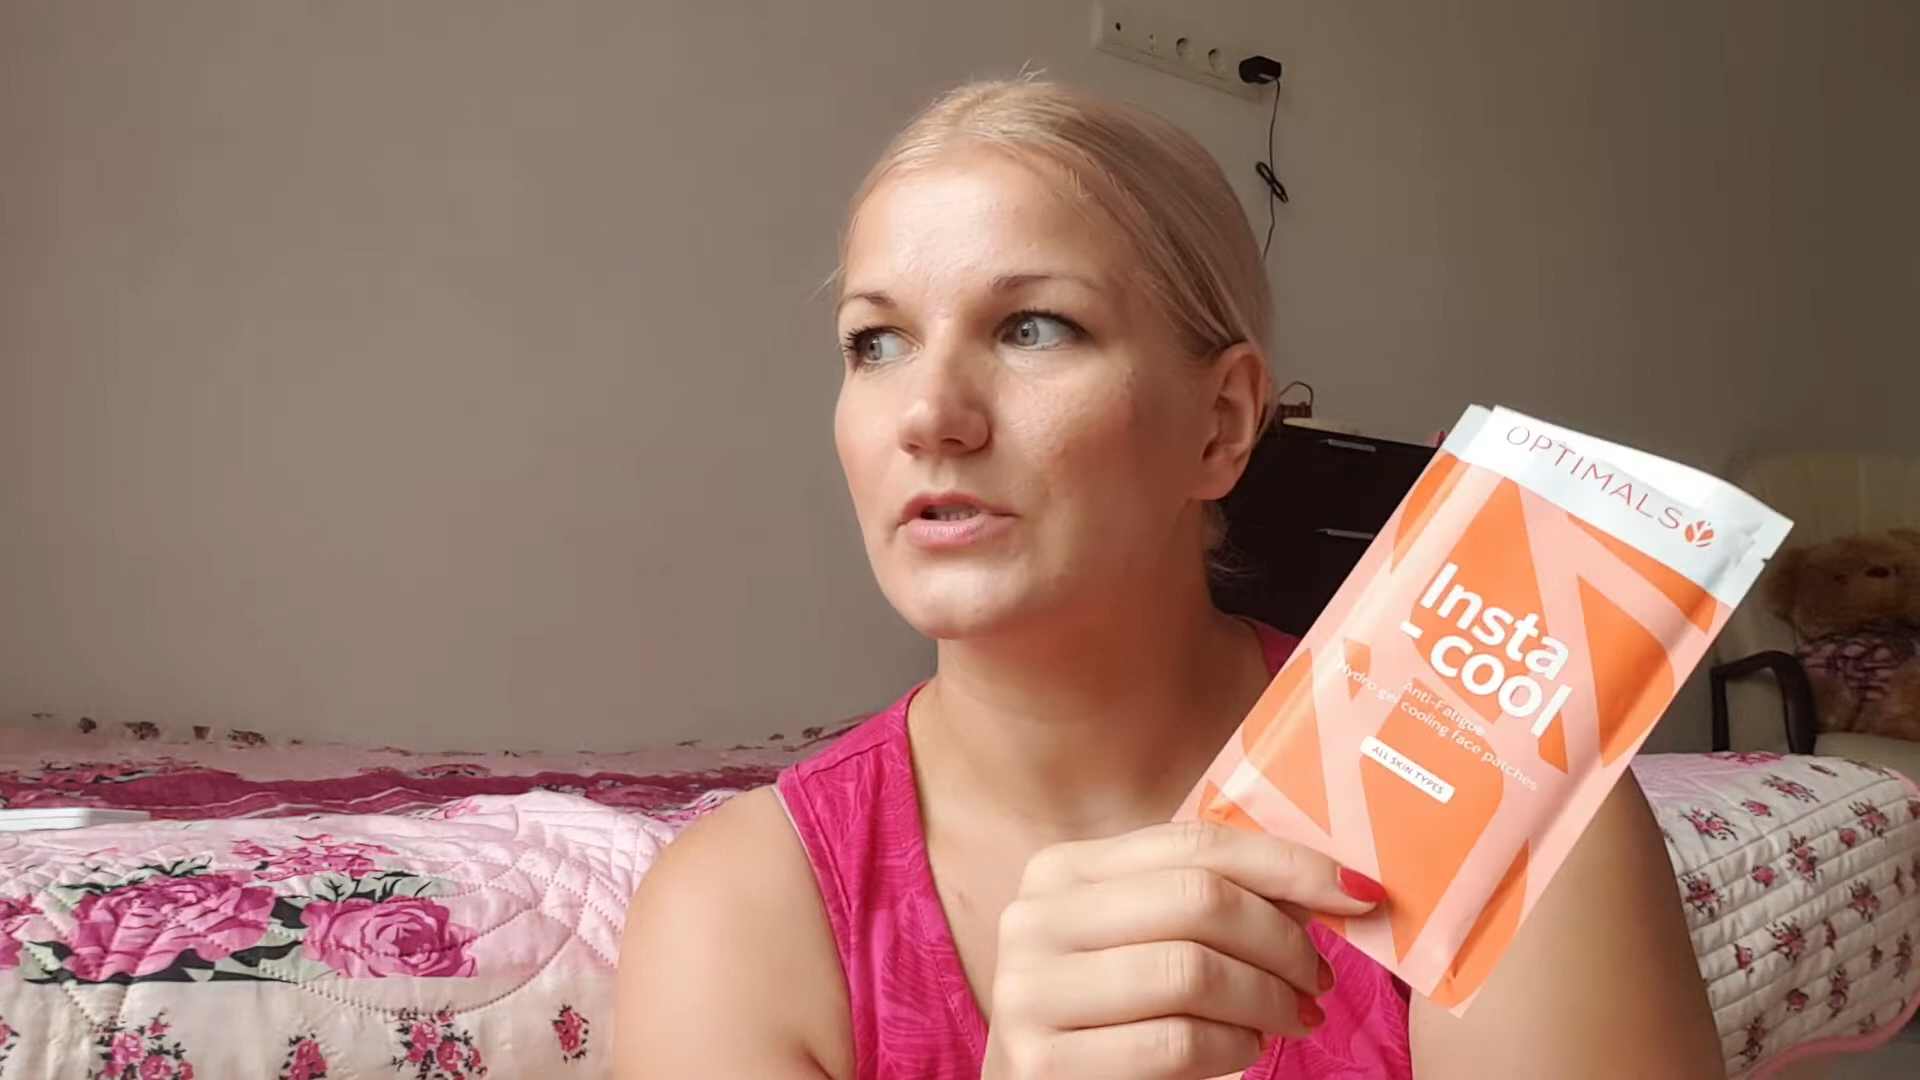 OPTIMALS
Insta
- cool
Anti-Fatigue
Hydro gel cooling face patches
ALL SKIN TYPES